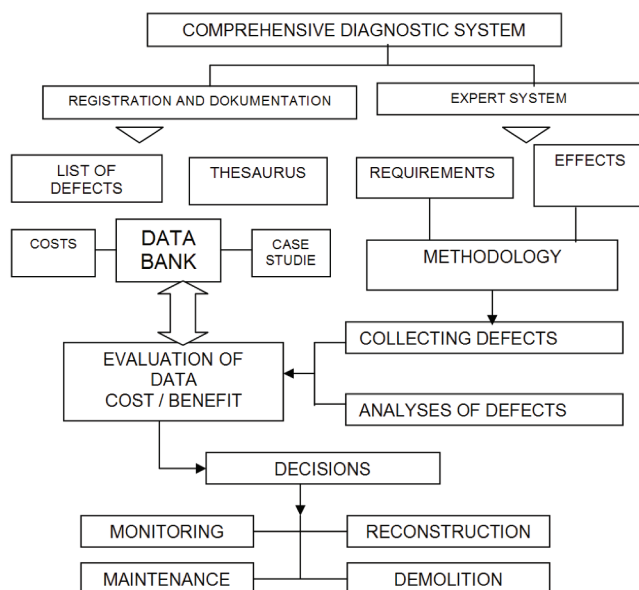 COMPREHENSIVE DIAGNOSTIC SYSTEM
REGISTRATION AND DOKUMENTATION
EXPERT SYSTEM
LIST OF
DEFECTS
THESAURUS
REQUIREMENTS
EFFECTS
COSTS
DATA
BANK
CASE
STUDIE
METHODOLOGY
COLLECTING DEFECTS
EVALUATION OF
DATA
COST / BENEFIT
ANALYSES OF DEFECTS
DECISIONS
MONITORING
RECONSTRUCTION
MAINTENANCE
DEMOLITION